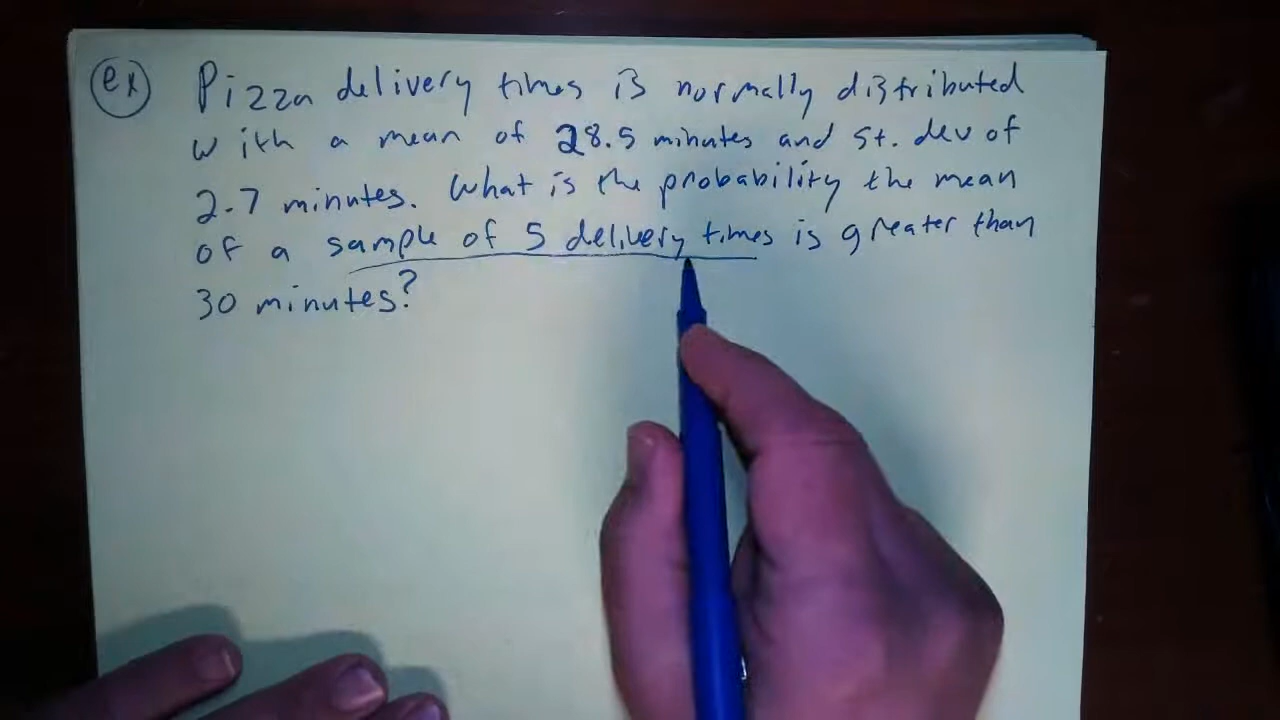 ex Pizza delivery times is normally distributed
with a mean of 28.5 minutes and st. dev of
2.7 minutes. What is the probability the mean
of a sample of 5 delivery times is greater than
30 minutes?